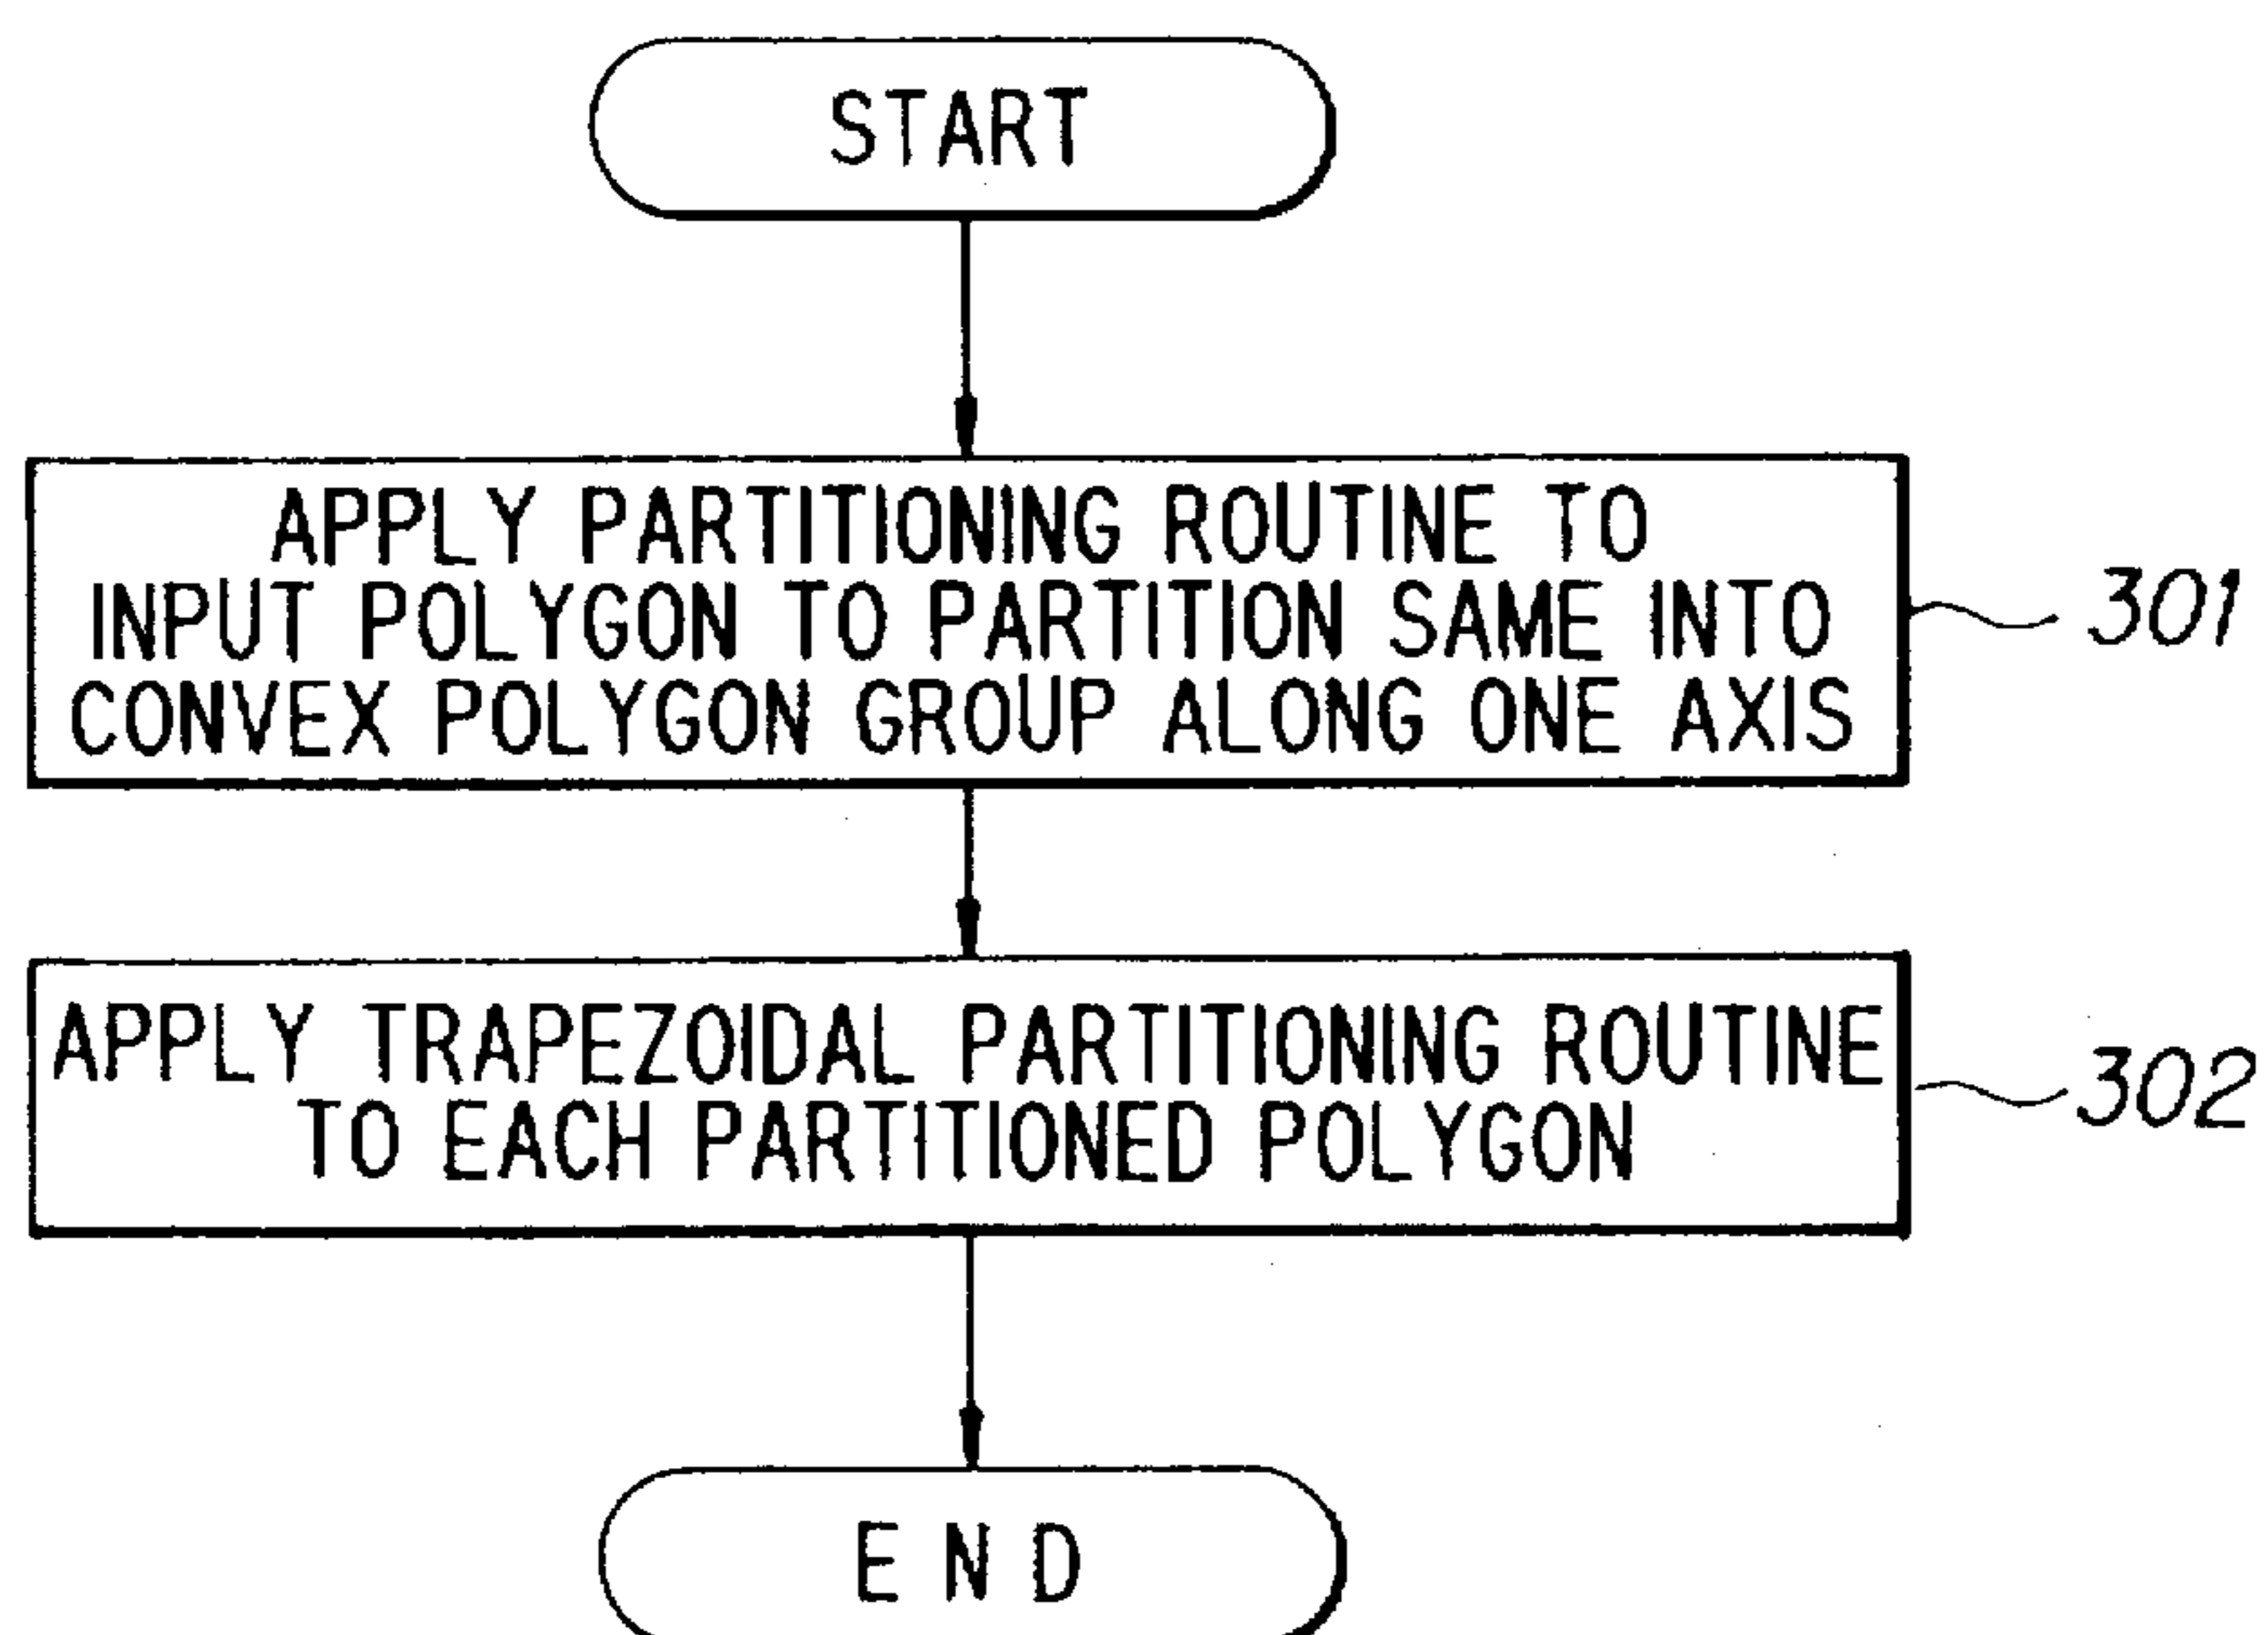 START
APPLY PARTITIONING ROUTINE TO
INPUT POLYGON TO PARTITION SAME INTO
CONVEX POLYGON GROUP ALONG ONE AXIS
301
APPLY TRAPEZOIDAL PARTITIONING ROUTINE
TO EACH PARTITIONED POLYGON
302
END